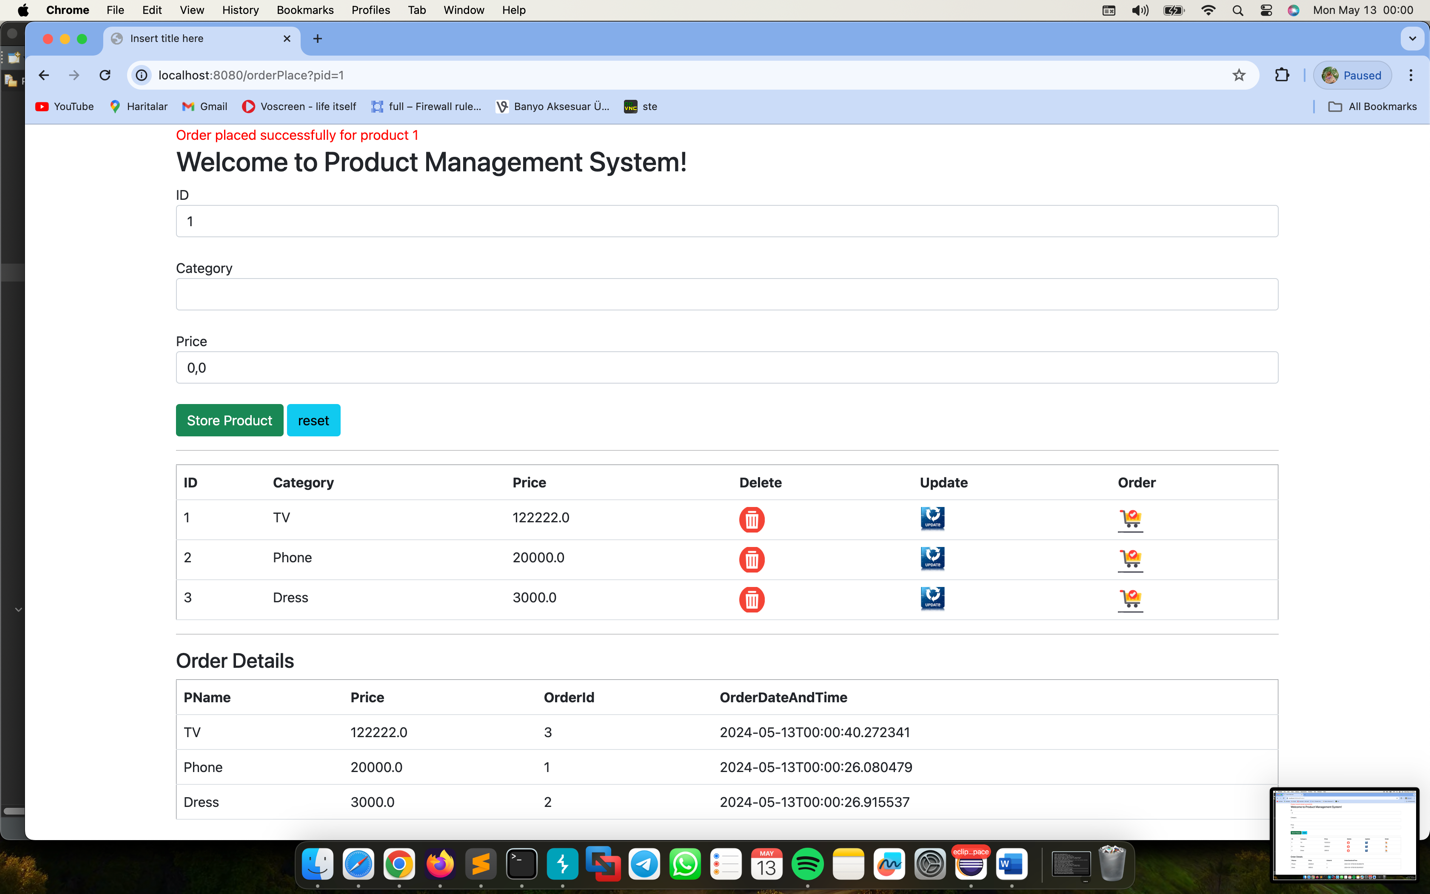 Chrome File Edit View History Bookmarks Profiles Tab Window Help Mon May 13 00:00
Insert title here
localhost:8080/orderPlace?pid=1 Paused
YouTube Haritalar Gmail Voscreen - life itself full – Firewall rule... Banyo Aksesuar Ü... ste All Bookmarks
Order placed successfully for product 1
Welcome to Product Management System!
ID
1
Category
Price
0,0
Store Product reset
ID Category Price Delete Update Order
1 TV 122222.0 UPDATE
2 Phone 20000.0 UPDATE
3 Dress 3000.0 UPDATE
Order Details
PName Price OrderId OrderDateAndTime
TV 122222.0 3 2024-05-13T00:00:40.272341
Phone 20000.0 1 2024-05-13T00:00:26.080479
Dress 3000.0 2 2024-05-13T00:00:26.915537
MAY
13
eclip...pace
W